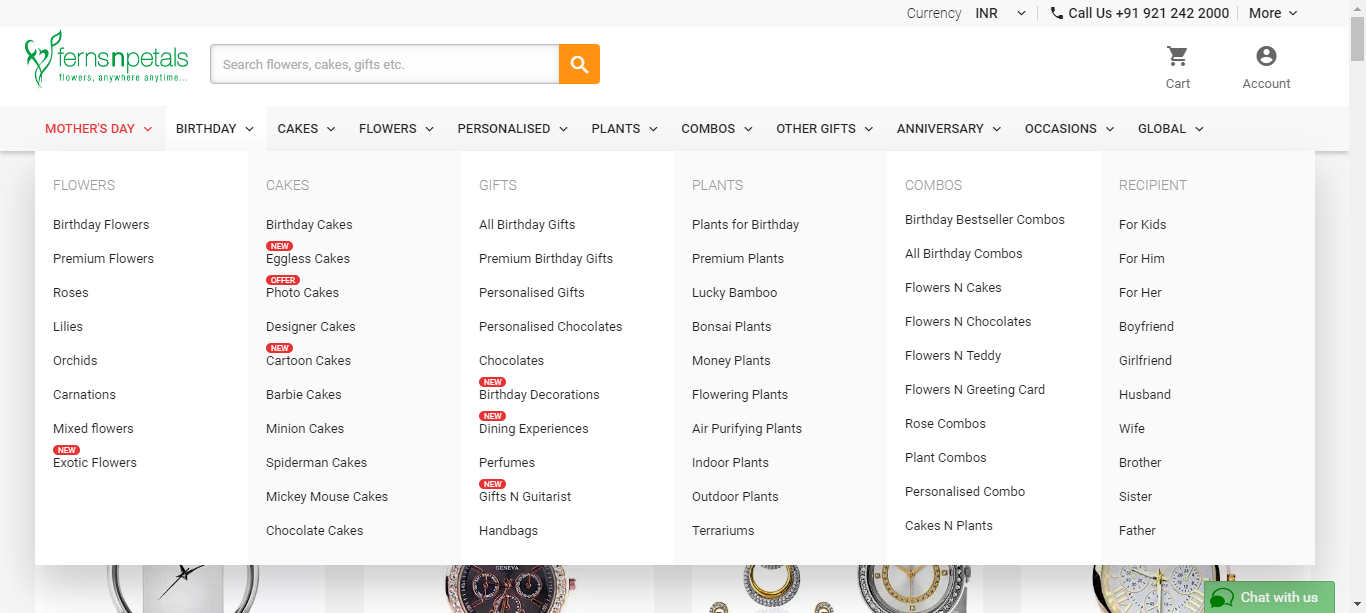 Currency INR Call Us +91 921 242 2000 More
fernsnpetals
flowers, anywhere anytime...
Search flowers, cakes, gifts etc.
Cart
Account
MOTHER'S DAY BIRTHDAY CAKES FLOWERS PERSONALISED PLANTS COMBOS OTHER GIFTS ANNIVERSARY OCCASIONS GLOBAL
FLOWERS
Birthday Flowers
Premium Flowers
Roses
Lilies
Orchids
Carnations
Mixed flowers
NEW
Exotic Flowers
CAKES
Birthday Cakes
NEW
Eggless Cakes
OFFER
Photo Cakes
Designer Cakes
NEW
Cartoon Cakes
Barbie Cakes
Minion Cakes
Spiderman Cakes
Mickey Mouse Cakes
Chocolate Cakes
GIFTS
All Birthday Gifts
Premium Birthday Gifts
Personalised Gifts
Personalised Chocolates
Chocolates
NEW
Birthday Decorations
NEW
Dining Experiences
Perfumes
NEW
Gifts N Guitarist
Handbags
PLANTS
Plants for Birthday
Premium Plants
Lucky Bamboo
Bonsai Plants
Money Plants
Flowering Plants
Air Purifying Plants
Indoor Plants
Outdoor Plants
Terrariums
COMBOS
Birthday Bestseller Combos
All Birthday Combos
Flowers N Cakes
Flowers N Chocolates
Flowers N Teddy
Flowers N Greeting Card
Rose Combos
Plant Combos
Personalised Combo
Cakes N Plants
RECIPIENT
For Kids
For Him
For Her
Boyfriend
Girlfriend
Husband
Wife
Brother
Sister
Father
GENEVA
Chat with us